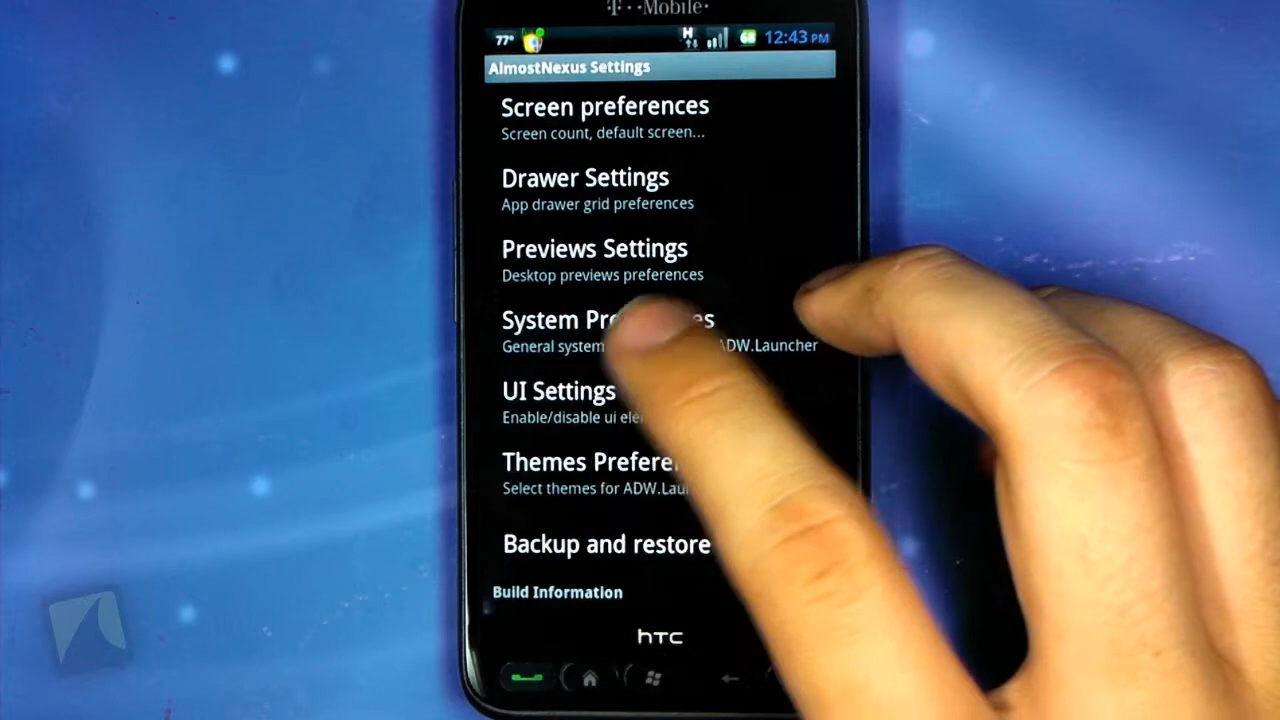 T··Mobile·
77° H 68 12:43 PM
AlmostNexus Settings
Screen preferences
Screen count, default screen...
Drawer Settings
App drawer grid preferences
Previews Settings
Desktop previews preferences
System Pr es
General system ADW.Launcher
UI Settings
Enable/disable ui ele
Themes Prefere
Select themes for ADW.Lau
Backup and restore
Build Information
hTC